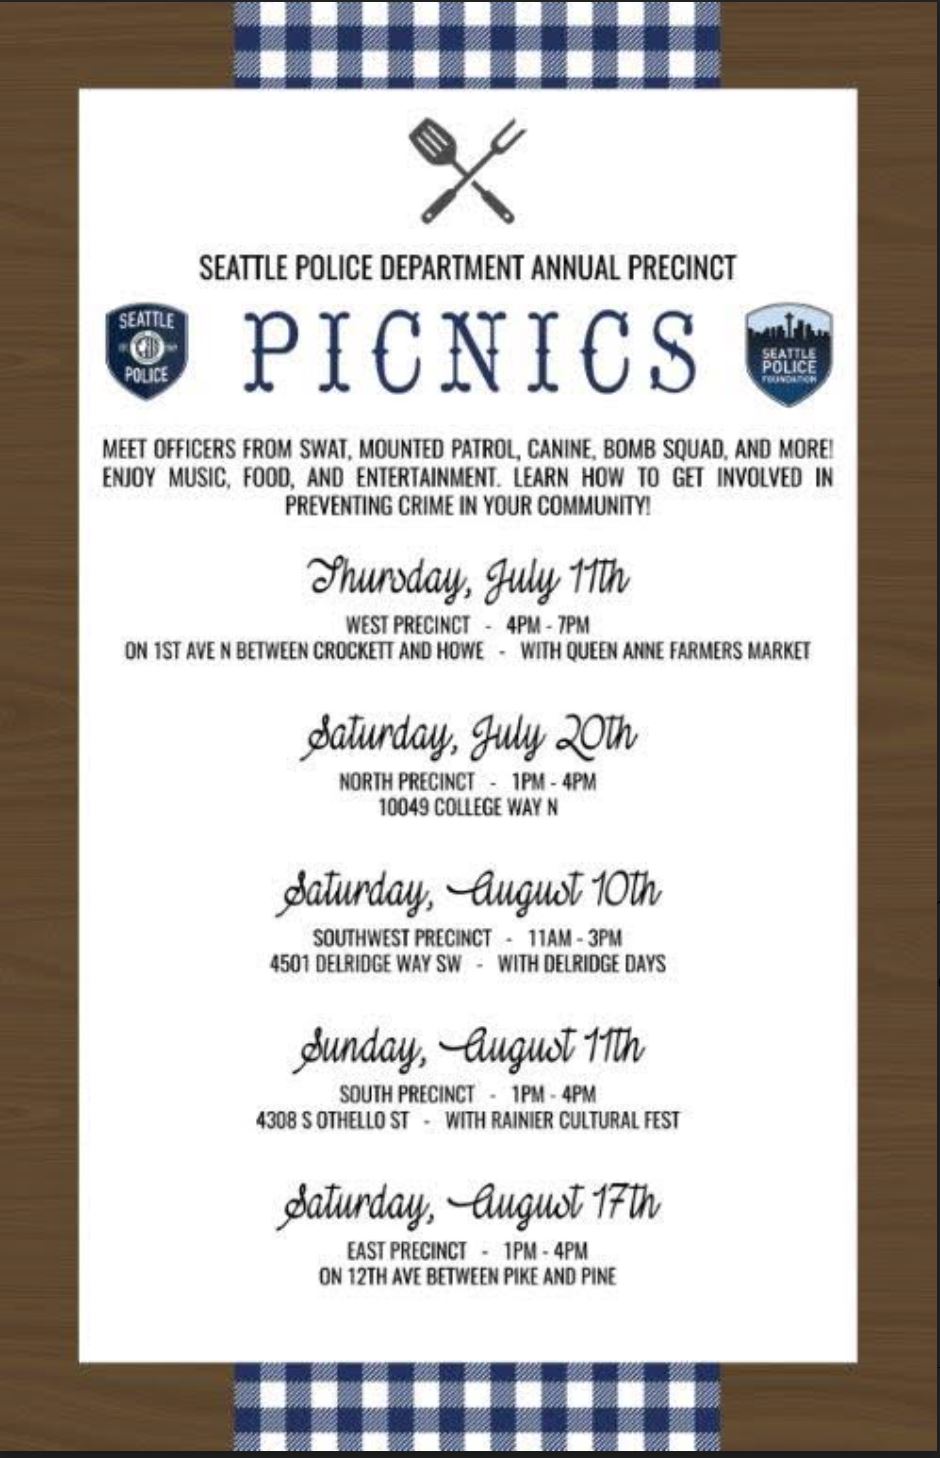 SEATTLE POLICE DEPARTMENT ANNUAL PRECINCT
SEATTLE
POLICE
PICNICS
SEATTLE
POLICE
FOUNDATION
MEET OFFICERS FROM SWAT, MOUNTED PATROL, CANINE, BOMB SQUAD, AND MORE!
ENJOY MUSIC, FOOD, AND ENTERTAINMENT. LEARN HOW TO GET INVOLVED IN
PREVENTING CRIME IN YOUR COMMUNITY!
Thursday, July 11th
WEST PRECINCT - 4PM - 7PM
ON 1ST AVE N BETWEEN CROCKETT AND HOWE - WITH QUEEN ANNE FARMERS MARKET
Saturday, July 20th
NORTH PRECINCT - 1PM - 4PM
10049 COLLEGE WAY N
Saturday, August 10th
SOUTHWEST PRECINCT - 11AM - 3PM
4501 DELRIDGE WAY SW - WITH DELRIDGE DAYS
Sunday, August 11th
SOUTH PRECINCT - 1PM - 4PM
4308 S OTHELLO ST - WITH RAINIER CULTURAL FEST
Saturday, August 17th
EAST PRECINCT - 1PM - 4PM
ON 12TH AVE BETWEEN PIKE AND PINE